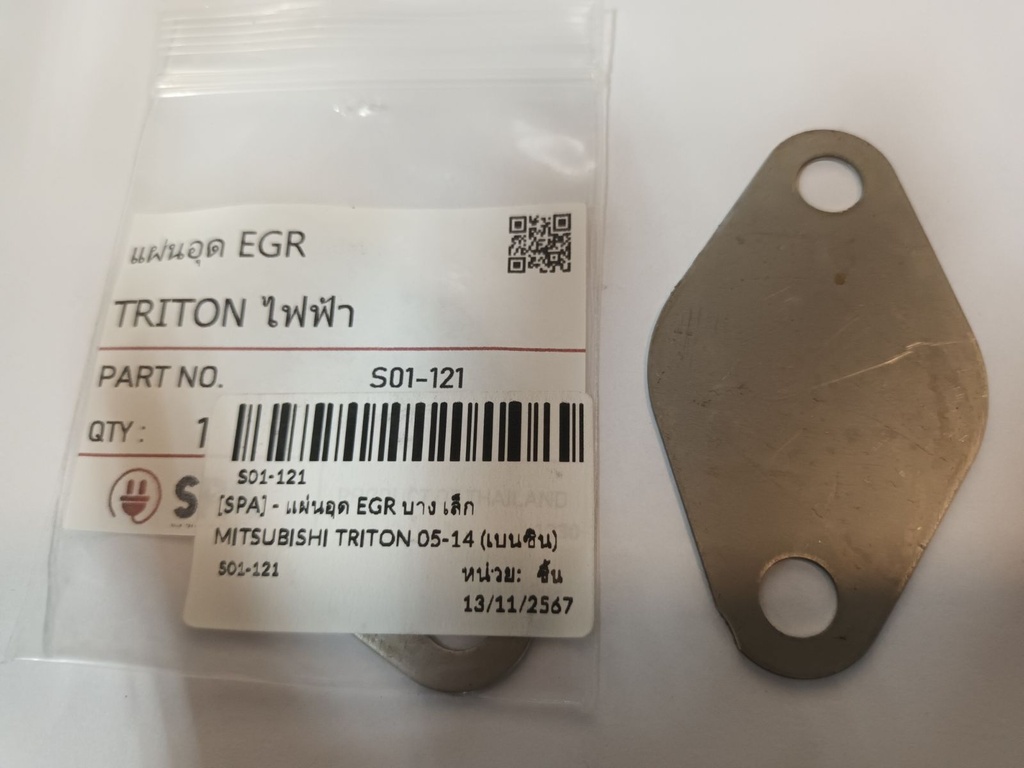 แผ่นอุด EGR
TRITON ไฟฟ้า
PART NO. S01-121
QTY : 1
S
THAILAND
S01-121
[SPA] - แผ่นอุด EGR บาง เล็ก
MITSUBISHI TRITON 05-14 (เบนซิน)
S01-121 หน่วย: ชิ้น
13/11/2567